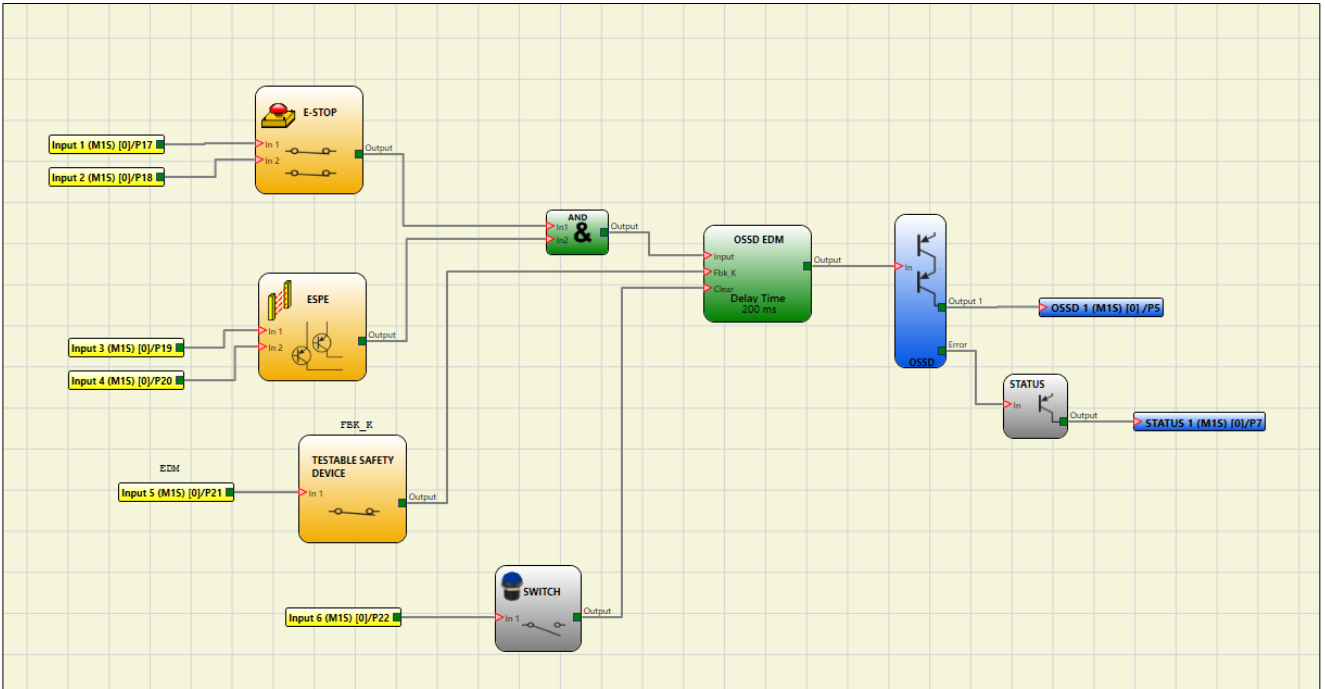 E-STOP
Input 1 (M1S) [0]/P17
In 1
Output
Input 2 (M1S) [0]/P18
In 2
AND
&
In1
In2
Output
OSSD EDM
Input
Fbk_K
Clear
Output
Delay Time
200 ms
In
Output 1
OSSD 1 (M1S) [0] /P5
Error
OSSD
ESPE
Input 3 (M1S) [0]/P19
In 1
Output
Input 4 (M1S) [0]/P20
In 2
STATUS
In
Output
STATUS 1 (M1S) [0]/P7
FBK_K
TESTABLE SAFETY
DEVICE
EDM
Input 5 (M1S) [0]/P21
In 1
Output
SWITCH
Input 6 (M1S) [0]/P22
In 1
Output